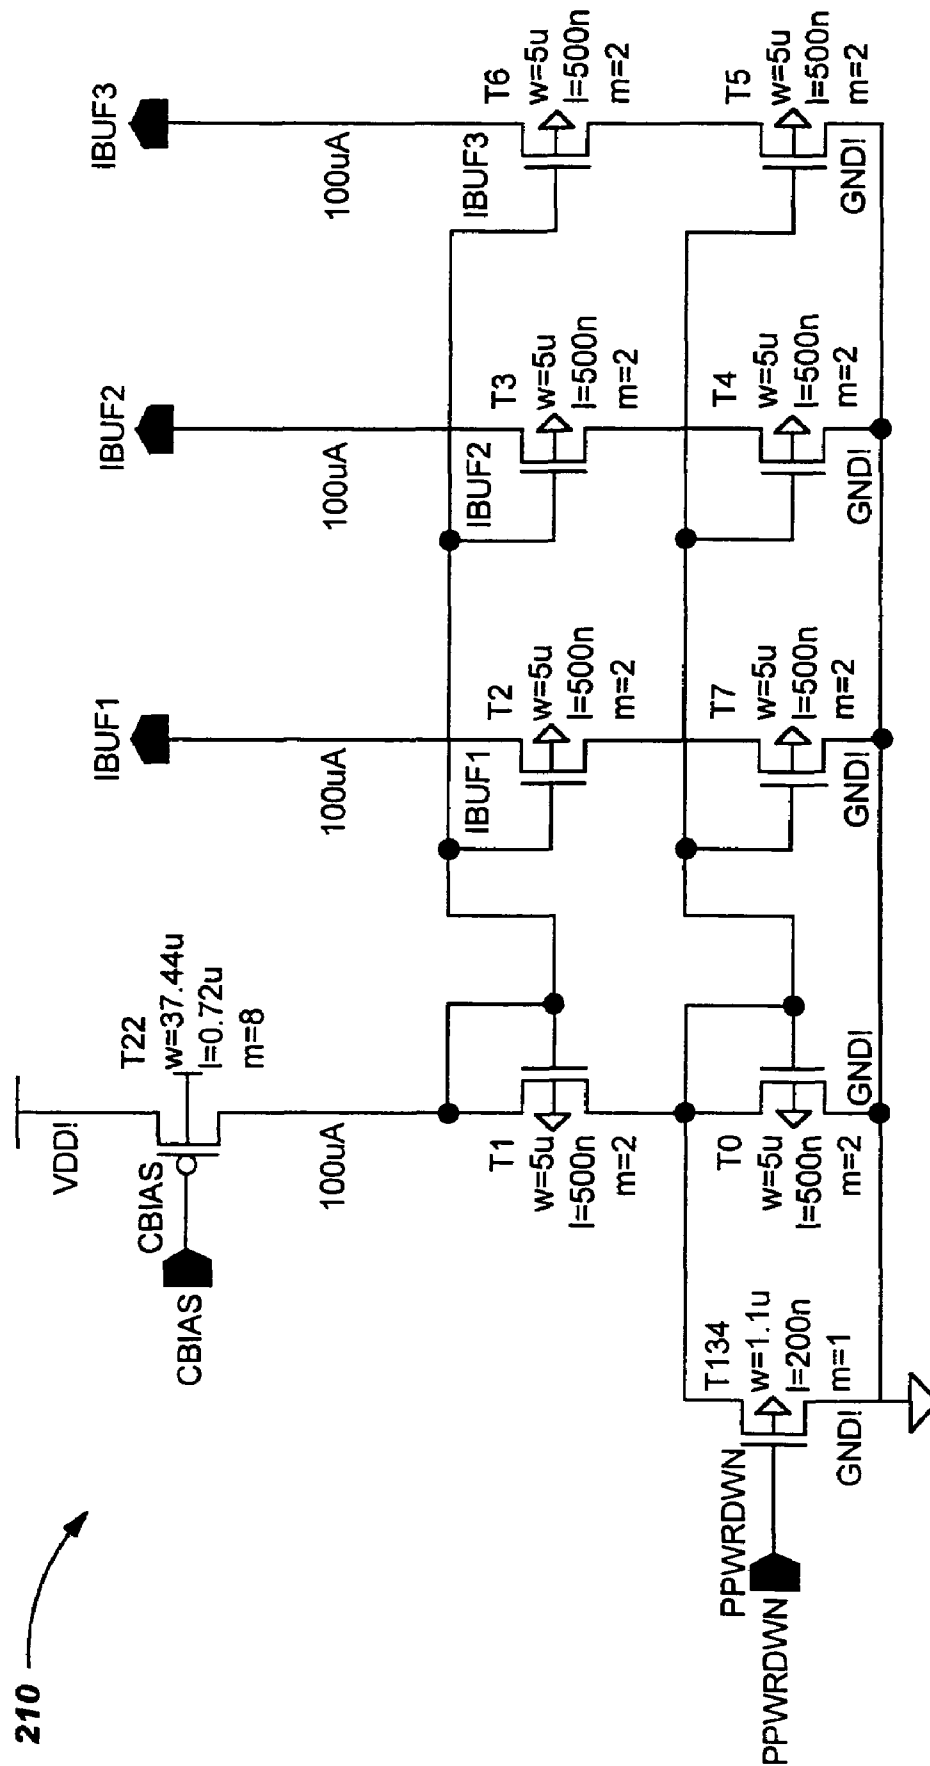 210
VDD!
T22
w=37.44u
l=0.72u
m=8
CBIAS
CBIAS
100uA
IBUF1
100uA
IBUF2
100uA
IBUF3
100uA
T1
w=5u
l=500n
m=2
IBUF1
T2
w=5u
l=500n
m=2
IBUF2
T3
w=5u
l=500n
m=2
IBUF3
T6
w=5u
l=500n
m=2
PPWRDWN
PPWRDWN
T134
w=1.1u
l=200n
m=1
GND!
T0
w=5u
l=500n
m=2
GND!
T7
w=5u
l=500n
m=2
GND!
T4
w=5u
l=500n
m=2
GND!
T5
w=5u
l=500n
m=2
GND!